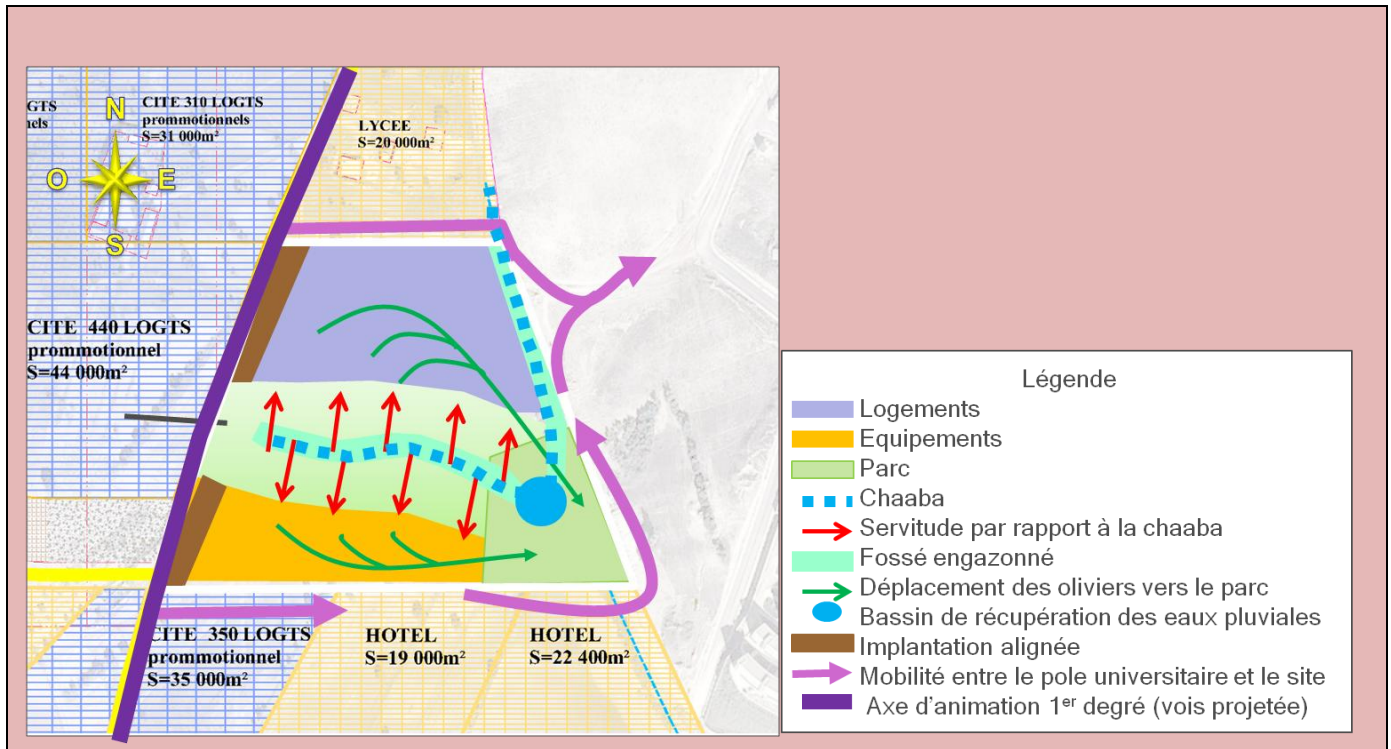 GTS
nels
N
O
E
S
CITE 310 LOGTS
prommotionnels
S=31 000m²
LYCEE
S=20 000m²
CITE 440 LOGTS
prommotionnel
S=44 000m²
CITE 350 LOGTS
prommotionnel
S=35 000m²
HOTEL
S=19 000m²
HOTEL
S=22 400m²
Légende
Logements
Equipements
Parc
Chaaba
Servitude par rapport à la chaaba
Fossé engazonné
Déplacement des oliviers vers le parc
Bassin de récupération des eaux pluviales
Implantation alignée
Mobilité entre le pole universitaire et le site
Axe d’animation 1er degré (vois projetée)